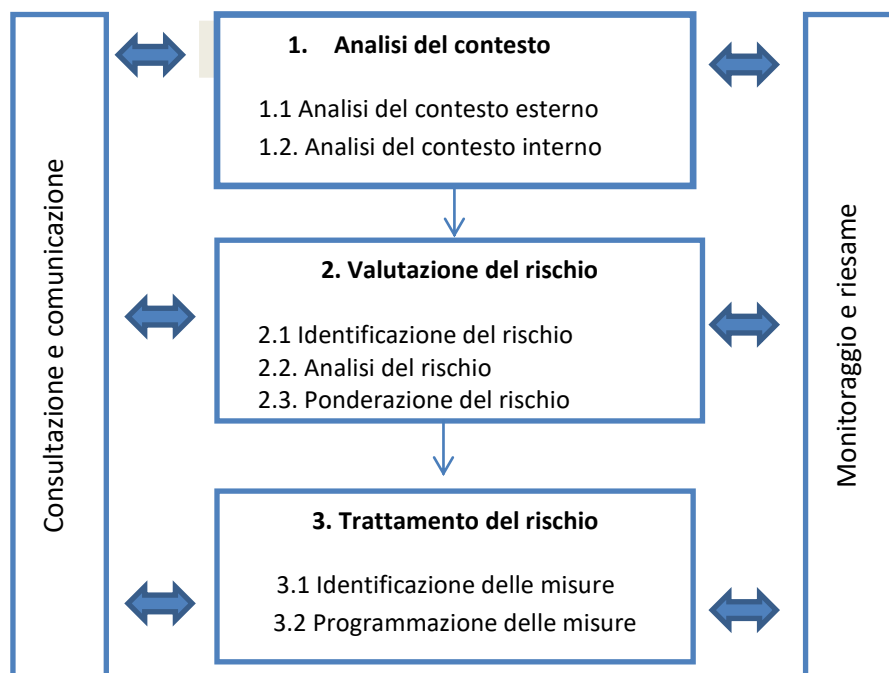 Consultazione e comunicazione
1. Analisi del contesto
1.1 Analisi del contesto esterno
1.2. Analisi del contesto interno
2. Valutazione del rischio
2.1 Identificazione del rischio
2.2. Analisi del rischio
2.3. Ponderazione del rischio
3. Trattamento del rischio
3.1 Identificazione delle misure
3.2 Programmazione delle misure
Monitoraggio e riesame